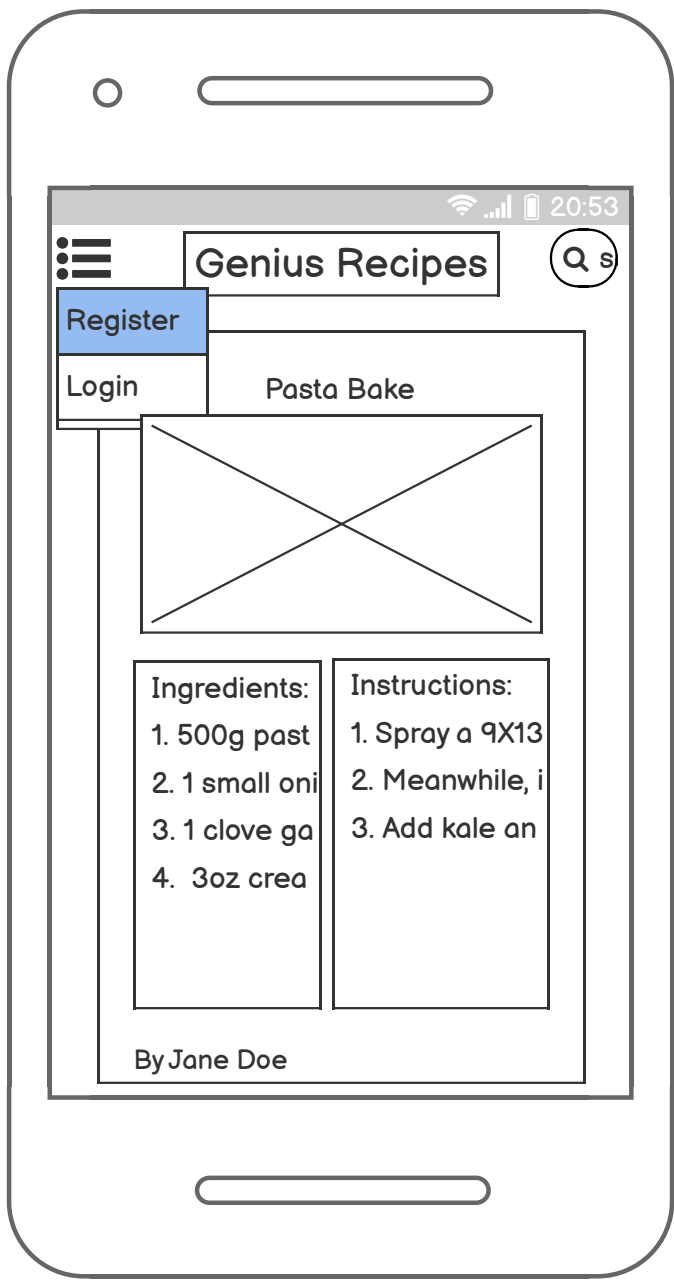 20:53
Genius Recipes
s
Register
Login
Pasta Bake
Ingredients:
1. 500g past
2. 1 small oni
3. 1 clove ga
4. 3oz crea
Instructions:
1. Spray a 9X13
2. Meanwhile, i
3. Add kale an
By Jane Doe